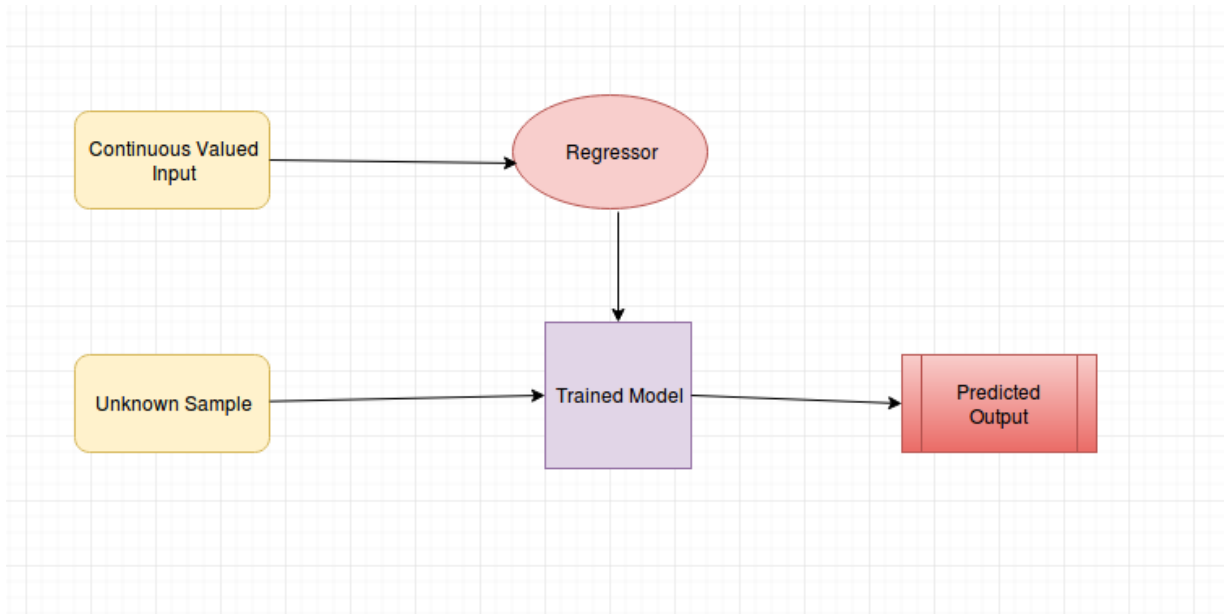 Continuous Valued
Input
Regressor
Unknown Sample
Trained Model
Predicted
Output